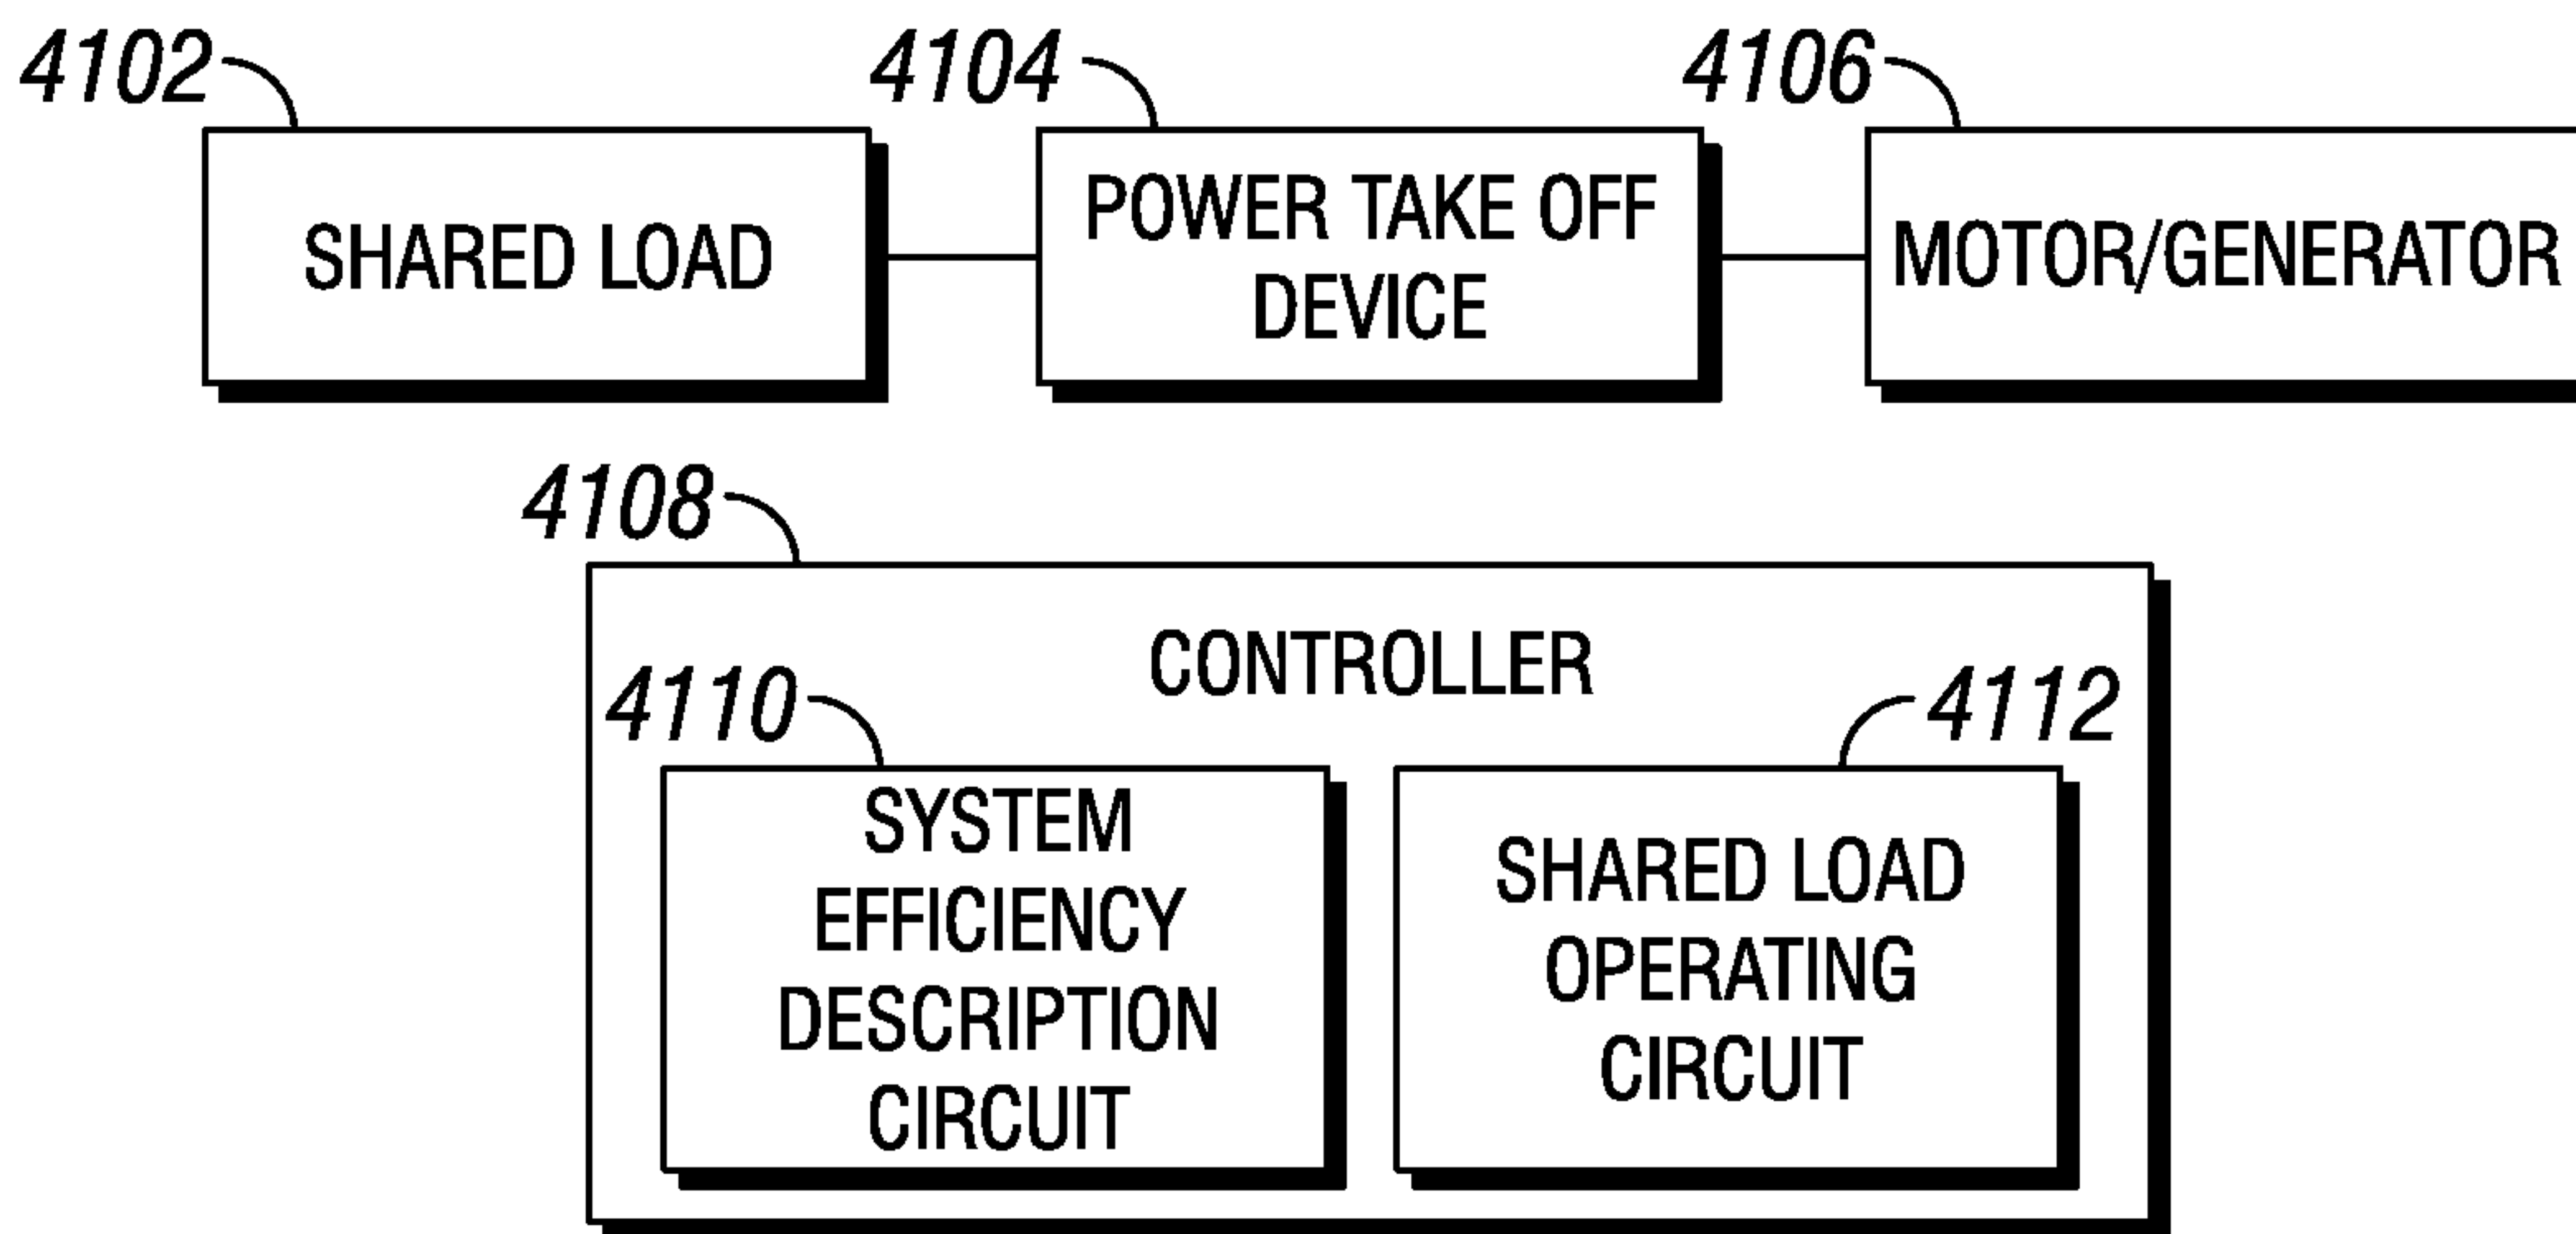 4102
4104
4106
SHARED LOAD
POWER TAKE OFF
DEVICE
MOTOR/GENERATOR
4108
CONTROLLER
4110
4112
SYSTEM
EFFICIENCY
DESCRIPTION
CIRCUIT
SHARED LOAD
OPERATING
CIRCUIT